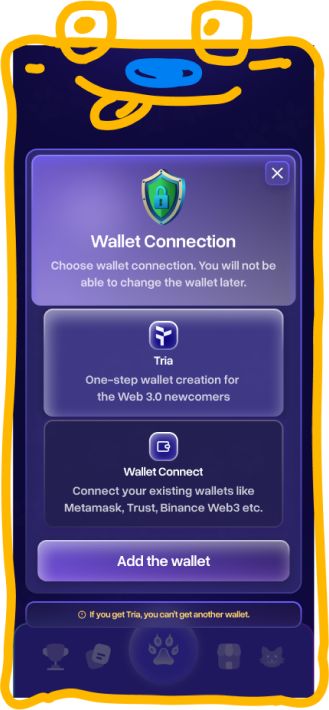 Wallet Connection
Choose wallet connection. You will not be
able to change the wallet later.
Tria
One-step wallet creation for
the Web 3.0 newcomers
Wallet Connect
Connect your existing wallets like
Metamask, Trust, Binance Web3 etc.
Add the wallet
If you get Tria, you can't get another wallet.